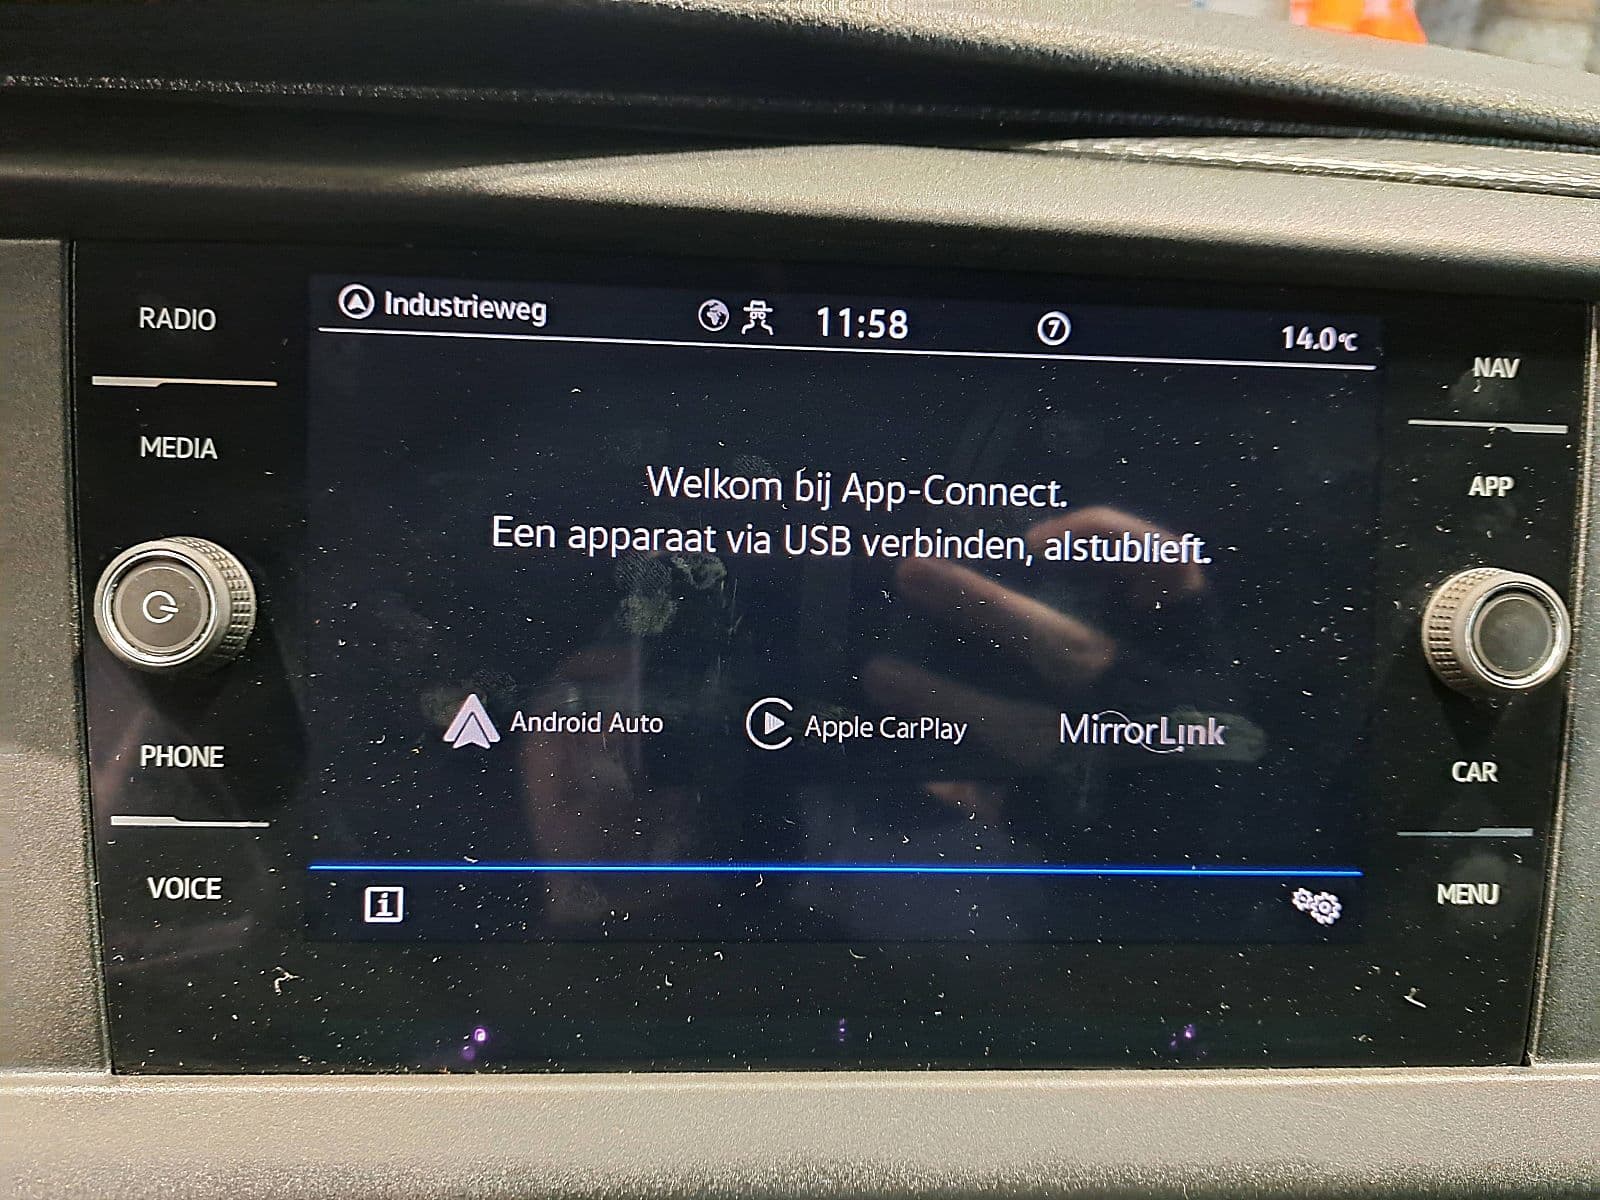 RADIO
MEDIA
PHONE
VOICE
Industrieweg
11:58
7
14.0°C
Welkom bij App-Connect.
Een apparaat via USB verbinden, alstublieft.
Android Auto
Apple CarPlay
MirrorLink
i
NAV
APP
CAR
MENU